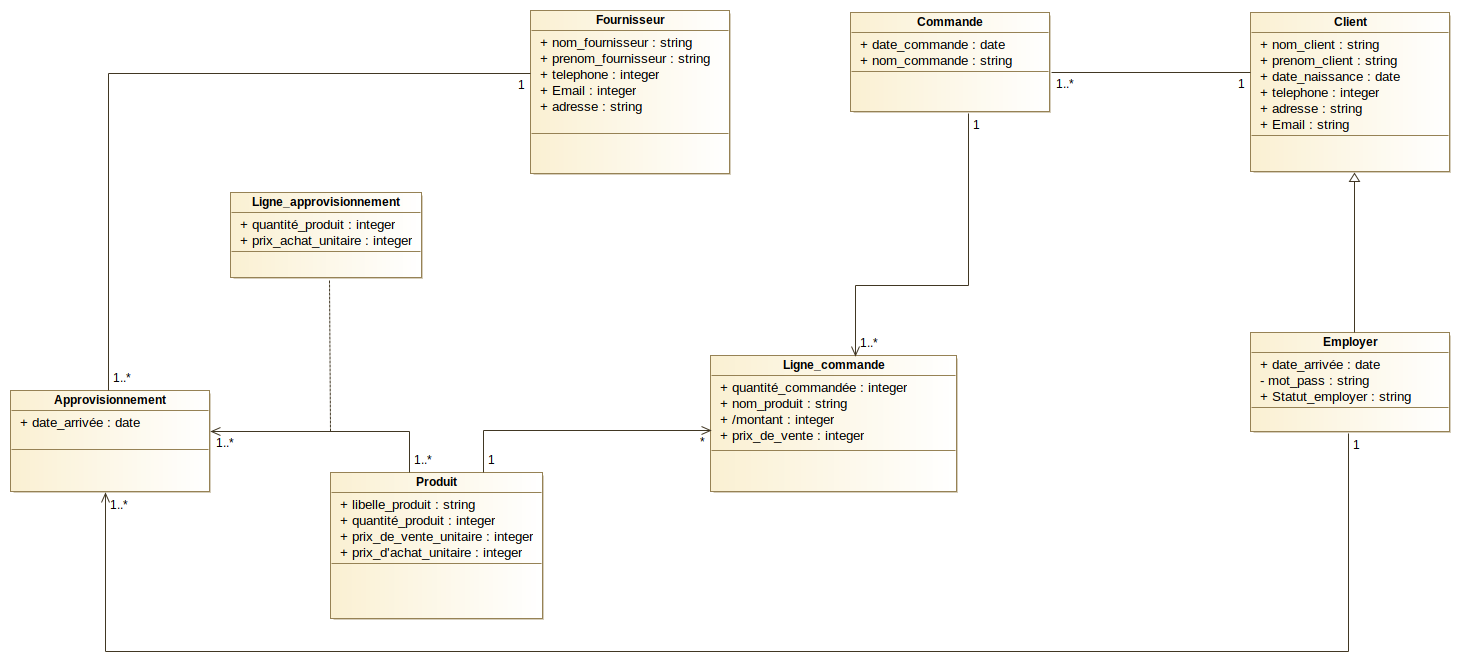 Fournisseur
+ nom_fournisseur : string
+ prenom_fournisseur : string
+ telephone : integer
+ Email : integer
+ adresse : string
1
Commande
+ date_commande : date
+ nom_commande : string
1..*
1
1
Client
+ nom_client : string
+ prenom_client : string
+ date_naissance : date
+ telephone : integer
+ adresse : string
+ Email : string
Ligne_approvisionnement
+ quantité_produit : integer
+ prix_achat_unitaire : integer
1..*
Approvisionnement
+ date_arrivée : date
1..*
1..*
1..*
1
Produit
+ libelle_produit : string
+ quantité_produit : integer
+ prix_de_vente_unitaire : integer
+ prix_d'achat_unitaire : integer
1..*
Ligne_commande
+ quantité_commandée : integer
+ nom_produit : string
+ /montant : integer
+ prix_de_vente : integer
*
Employer
+ date_arrivée : date
- mot_pass : string
+ Statut_employer : string
1